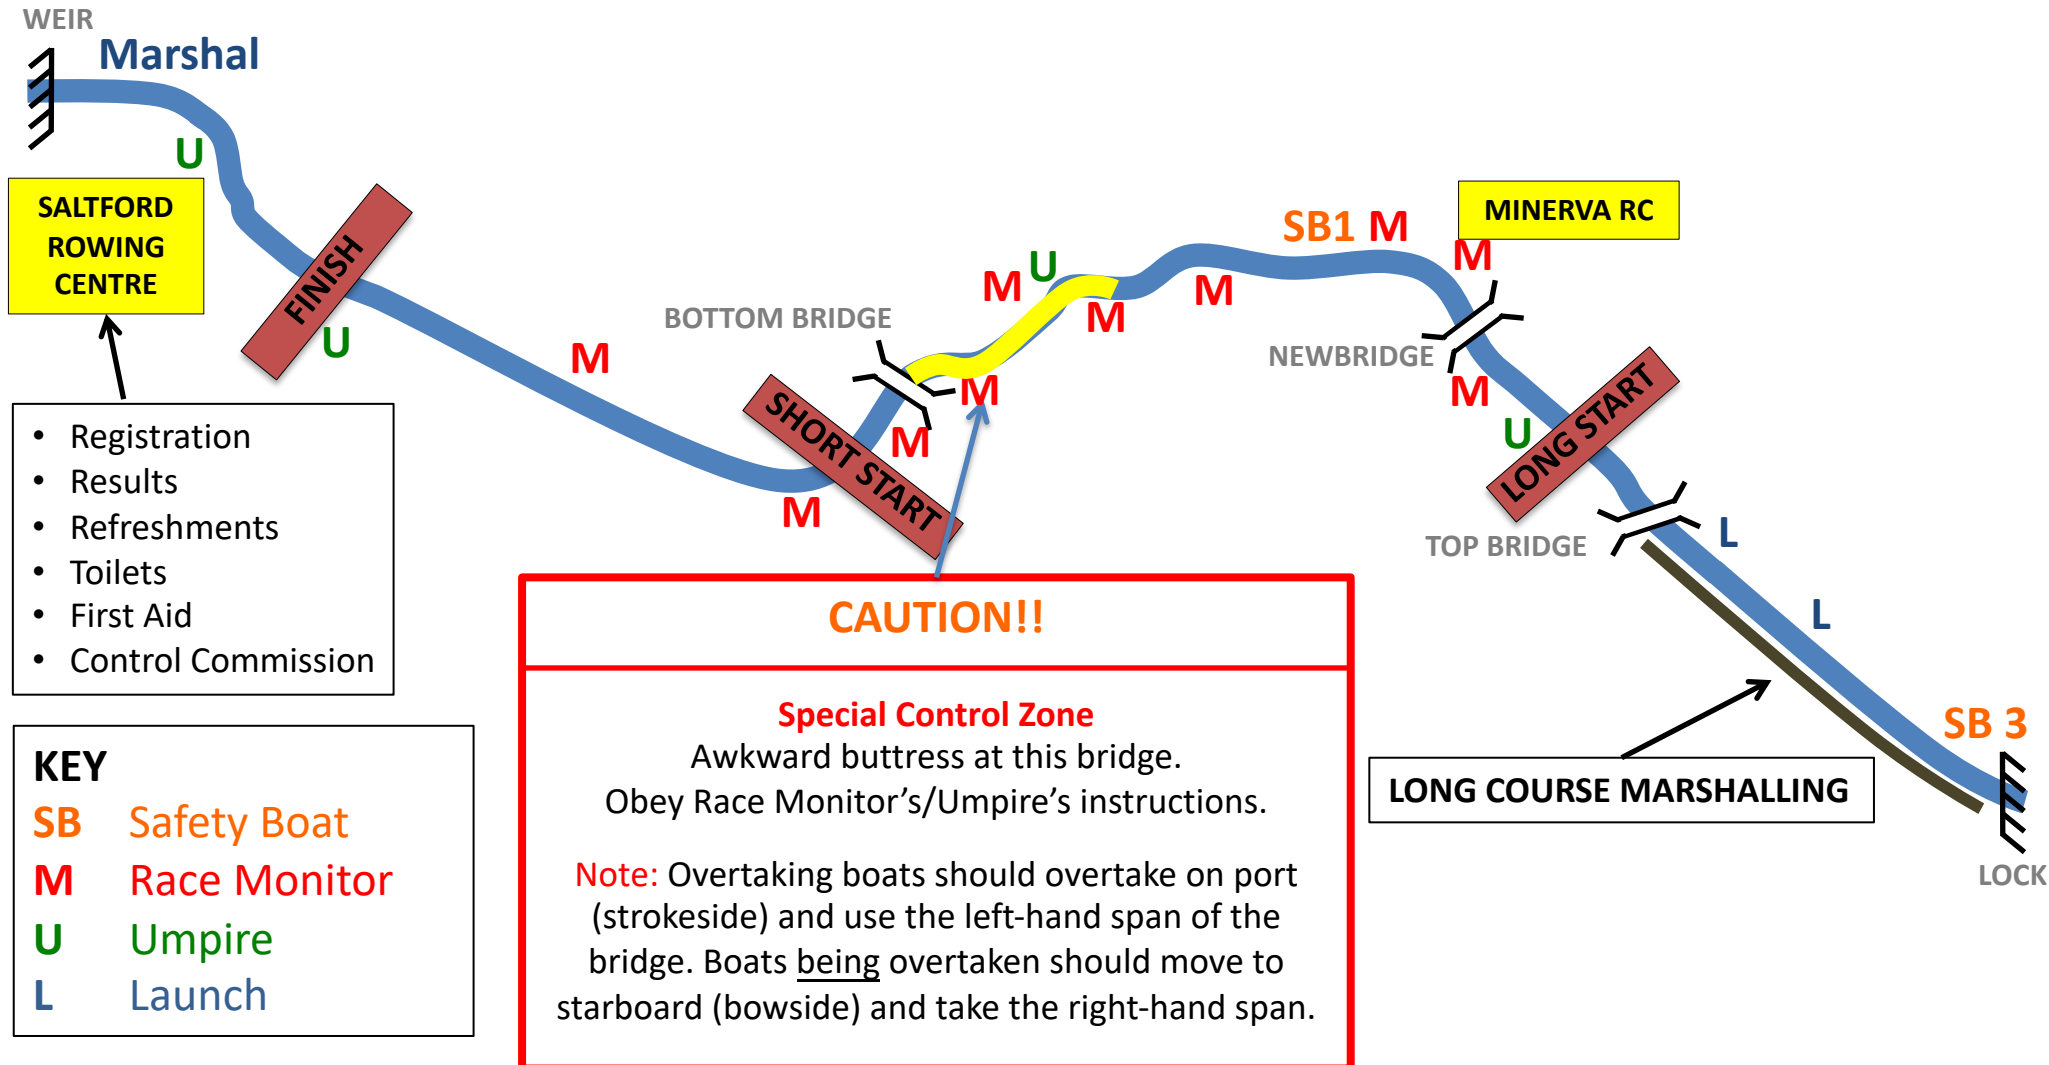 WEIR
Marshal
U
SALTFORD
ROWING
CENTRE
FINISH
U
M
• Registration
• Results
• Refreshments
• Toilets
• First Aid
• Control Commission
BOTTOM BRIDGE
SHORT START
M
M
M
M
U
M
M
SB1 M
MINERVA RC
M
NEWBRIDGE
M
U
LONG START
TOP BRIDGE
L
L
SB 3
LONG COURSE MARSHALLING
LOCK
CAUTION!!
Special Control Zone
Awkward buttress at this bridge.
Obey Race Monitor’s/Umpire’s instructions.
Note: Overtaking boats should overtake on port
(strokeside) and use the left-hand span of the
bridge. Boats being overtaken should move to
starboard (bowside) and take the right-hand span.
KEY
SB Safety Boat
M Race Monitor
U Umpire
L Launch